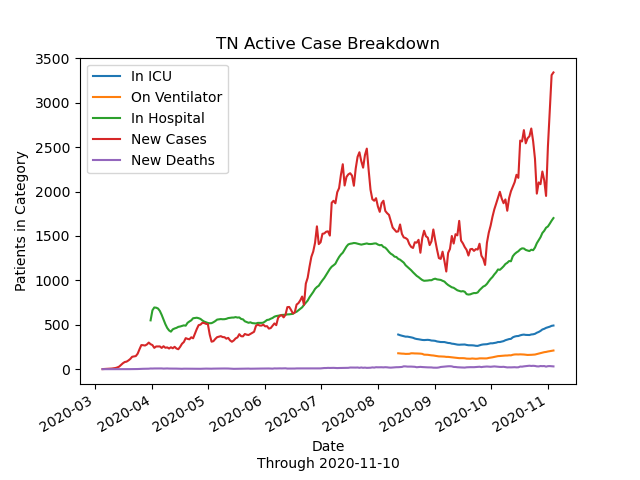 TN Active Case Breakdown
In ICU
On Ventilator
In Hospital
New Cases
New Deaths
Patients in Category
3500
3000
2500
2000
1500
1000
500
0
2020-03
2020-04
2020-05
2020-06
2020-07
2020-08
2020-09
2020-10
2020-11
Date
Through 2020-11-10